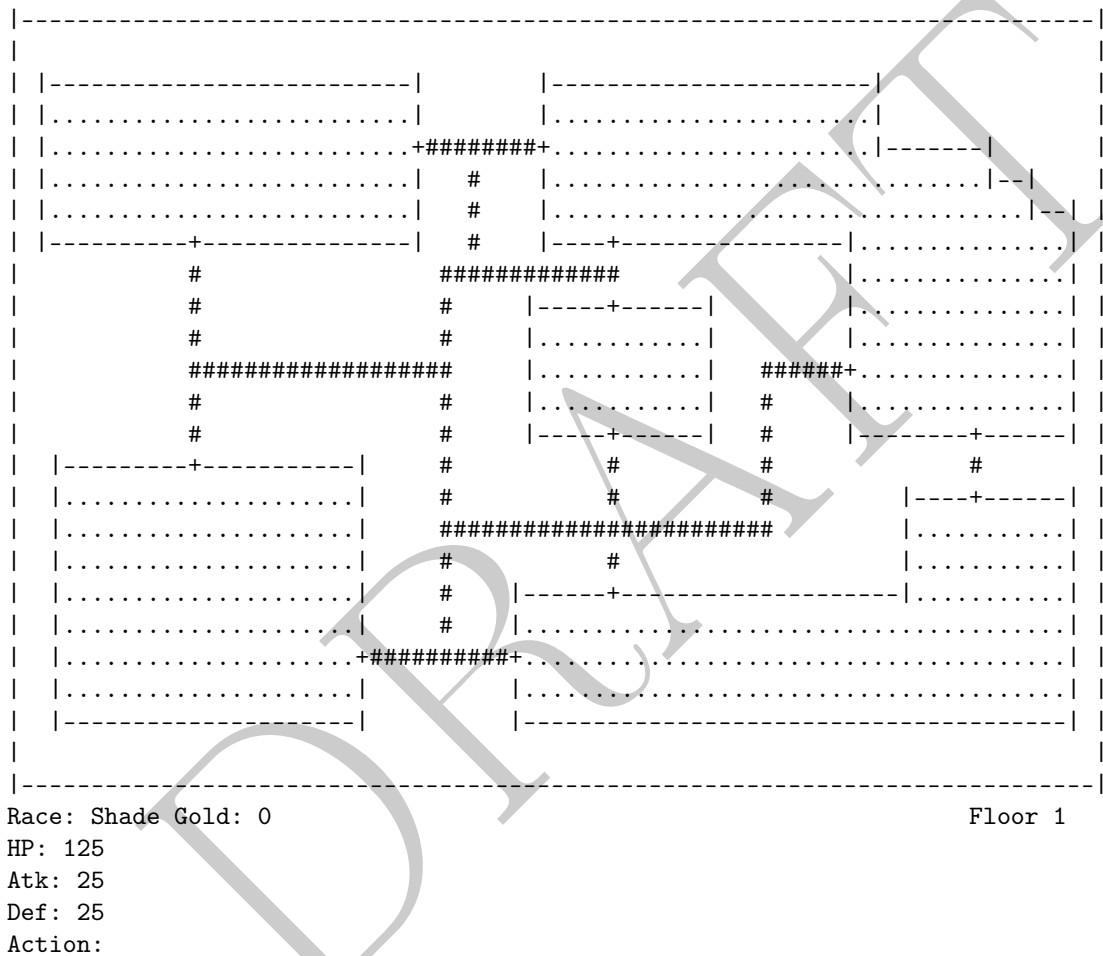 |-----------------------------------------------------------------------------|
|                                                                             |
| |--------------------------|        |-----------------------|               |
| |..........................|        |.......................|               |
| |..........................+########+.......................|-------|       |
| |..........................|   #    |...............................|--|    |
| |..........................|   #    |..................................|--| |
| |----------+---------------|   #    |----+----------------|...............| |
|            #                 #############                |...............| |
|            #                 #     |-----+------|         |...............| |
|            #                 #     |............|         |...............| |
|            ###################     |............|   ######+...............| |
|            #                 #     |............|   #     |...............| |
|            #                 #     |-----+------|   #     |--------+------| |
|  |---------+-----------|     #           #          #              #        |
|  |.....................|     #           #          #         |----+------| |
|  |.....................|     ########################         |...........| |
|  |.....................|     #           #                    |...........| |
|  |.....................|     #    |------+--------------------|...........| |
|  |.....................|     #    |.......................................| |
|  |.....................+##########+.......................................| |
|  |.....................|          |.......................................| |
|  |---------------------|          |---------------------------------------| |
|                                                                             |
|-----------------------------------------------------------------------------|
Race: Shade Gold: 0                                                  Floor 1
HP: 125
Atk: 25
Def: 25
Action:
DRAFT